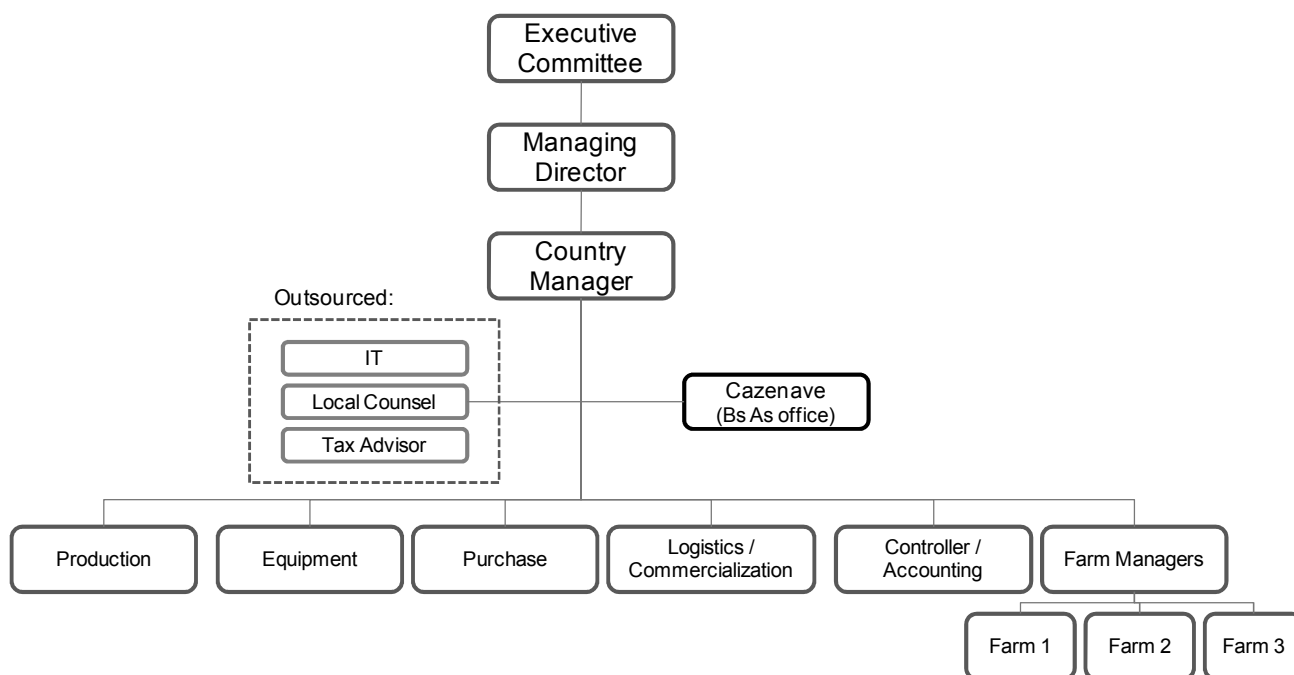 Executive
Committee
Managing
Director
Country
Manager
Outsourced:
IT
Local Counsel
Tax Advisor
Cazenave
(Bs As office)
Production
Equipment
Purchase
Logistics /
Commercialization
Controller /
Accounting
Farm Managers
Farm 1
Farm 2
Farm 3